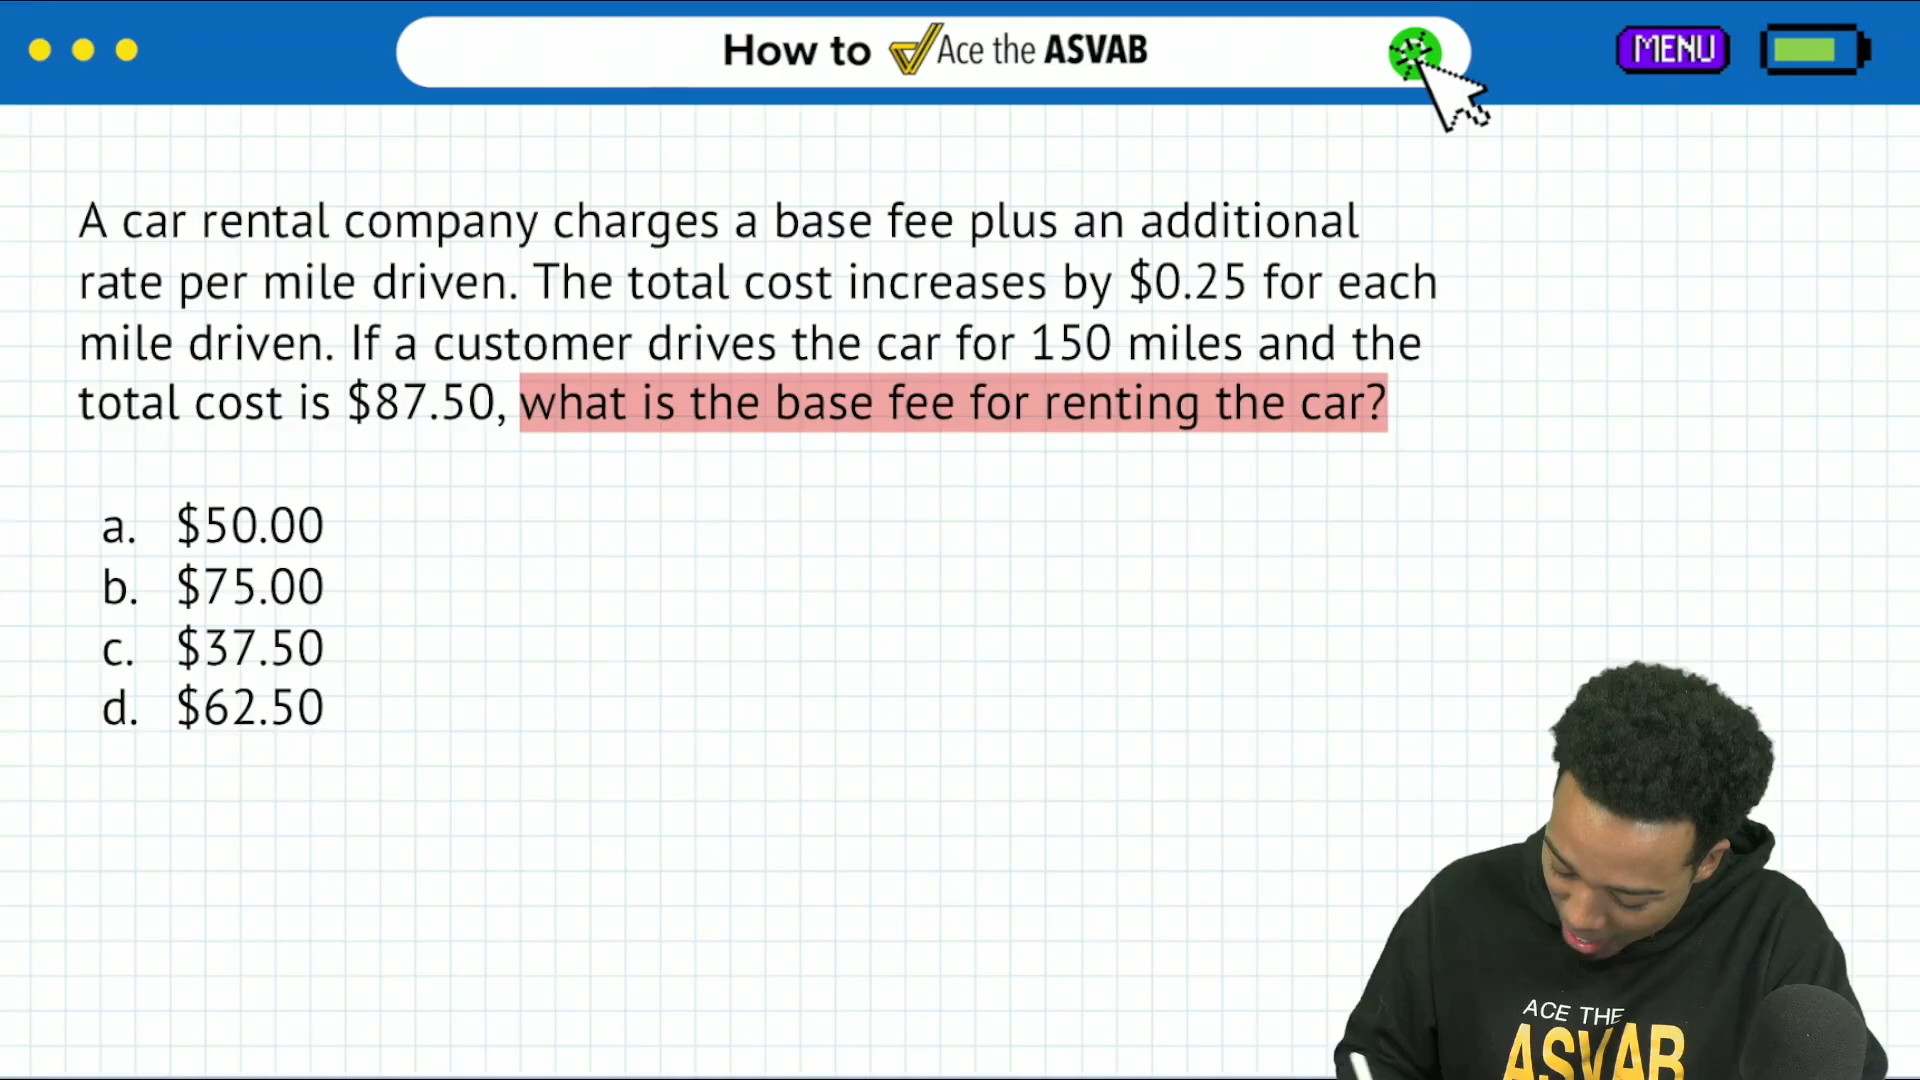 How to Ace the ASVAB
MENU
A car rental company charges a base fee plus an additional
rate per mile driven. The total cost increases by $0.25 for each
mile driven. If a customer drives the car for 150 miles and the
total cost is $87.50, what is the base fee for renting the car?
a. $50.00
b. $75.00
c. $37.50
d. $62.50
ACE THE
ASVAB